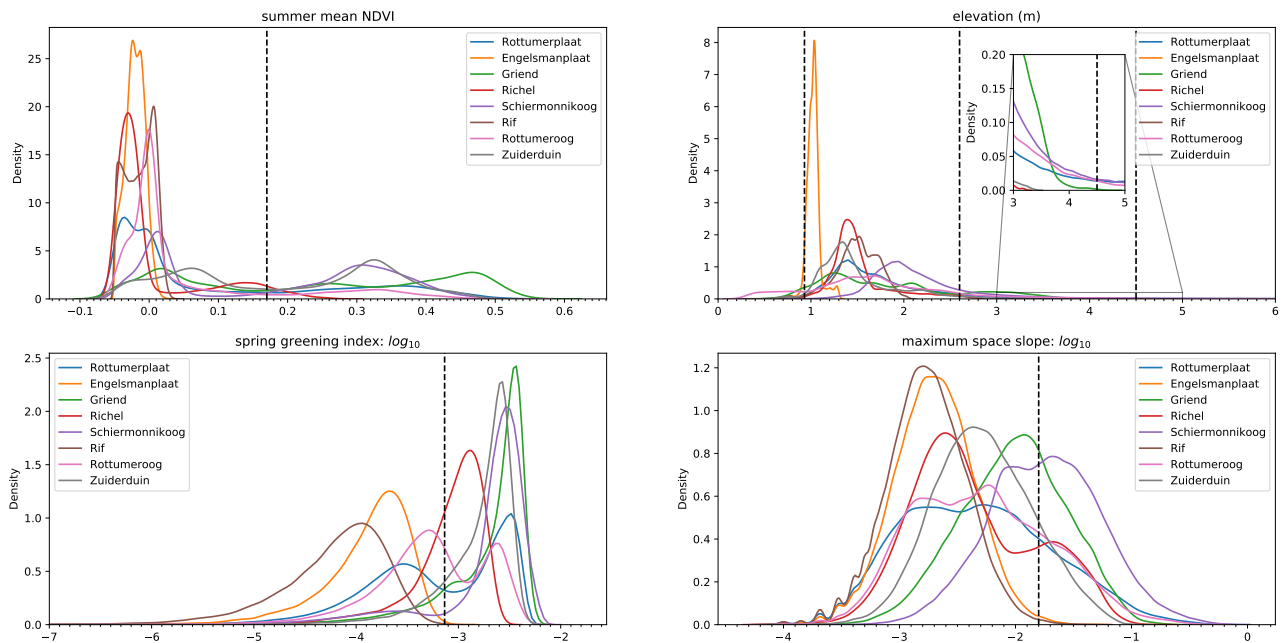 summer mean NDVI
Density
0
5
10
15
20
25
−0.1
0.0
0.1
0.2
0.3
0.4
0.5
0.6
Rottumerplaat
Engelsmanplaat
Griend
Richel
Schiermonnikoog
Rif
Rottumeroog
Zuiderduin
elevation (m)
Density
0
1
2
3
4
5
6
7
8
0
1
2
3
4
5
6
Density
0.00
0.05
0.10
0.15
0.20
3
4
5
Rottumerplaat
Engelsmanplaat
Griend
Richel
Schiermonnikoog
Rif
Rottumeroog
Zuiderduin
spring greening index: log10
Density
0.0
0.5
1.0
1.5
2.0
2.5
−7
−6
−5
−4
−3
−2
Rottumerplaat
Engelsmanplaat
Griend
Richel
Schiermonnikoog
Rif
Rottumeroog
Zuiderduin
maximum space slope: log10
Density
0.0
0.2
0.4
0.6
0.8
1.0
1.2
−4
−3
−2
−1
0
Rottumerplaat
Engelsmanplaat
Griend
Richel
Schiermonnikoog
Rif
Rottumeroog
Zuiderduin